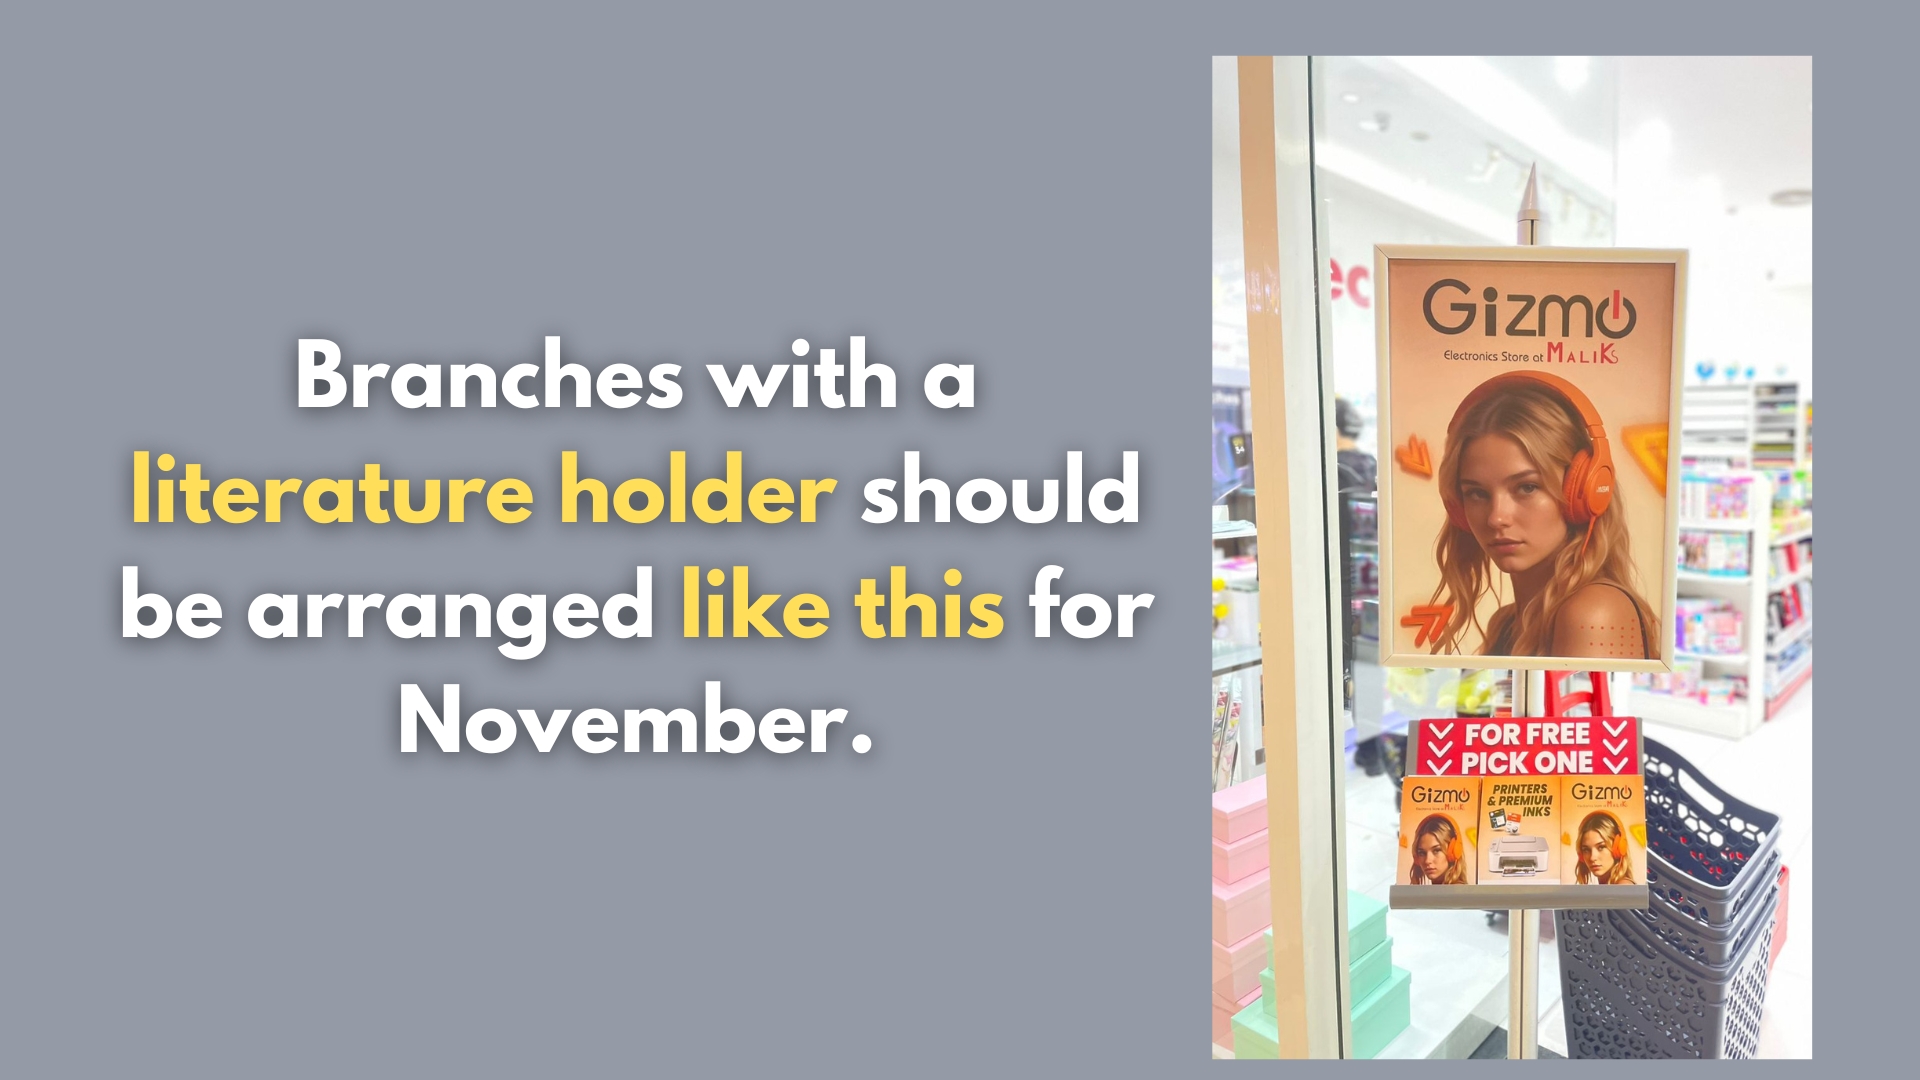 Branches with a
literature holder should
be arranged like this for
November.
ec
Gizmo
Electronics Store at MALIKS
FOR FREE
PICK ONE
Gizmo
PRINTERS
& PREMIUM
INKS
Gizmo